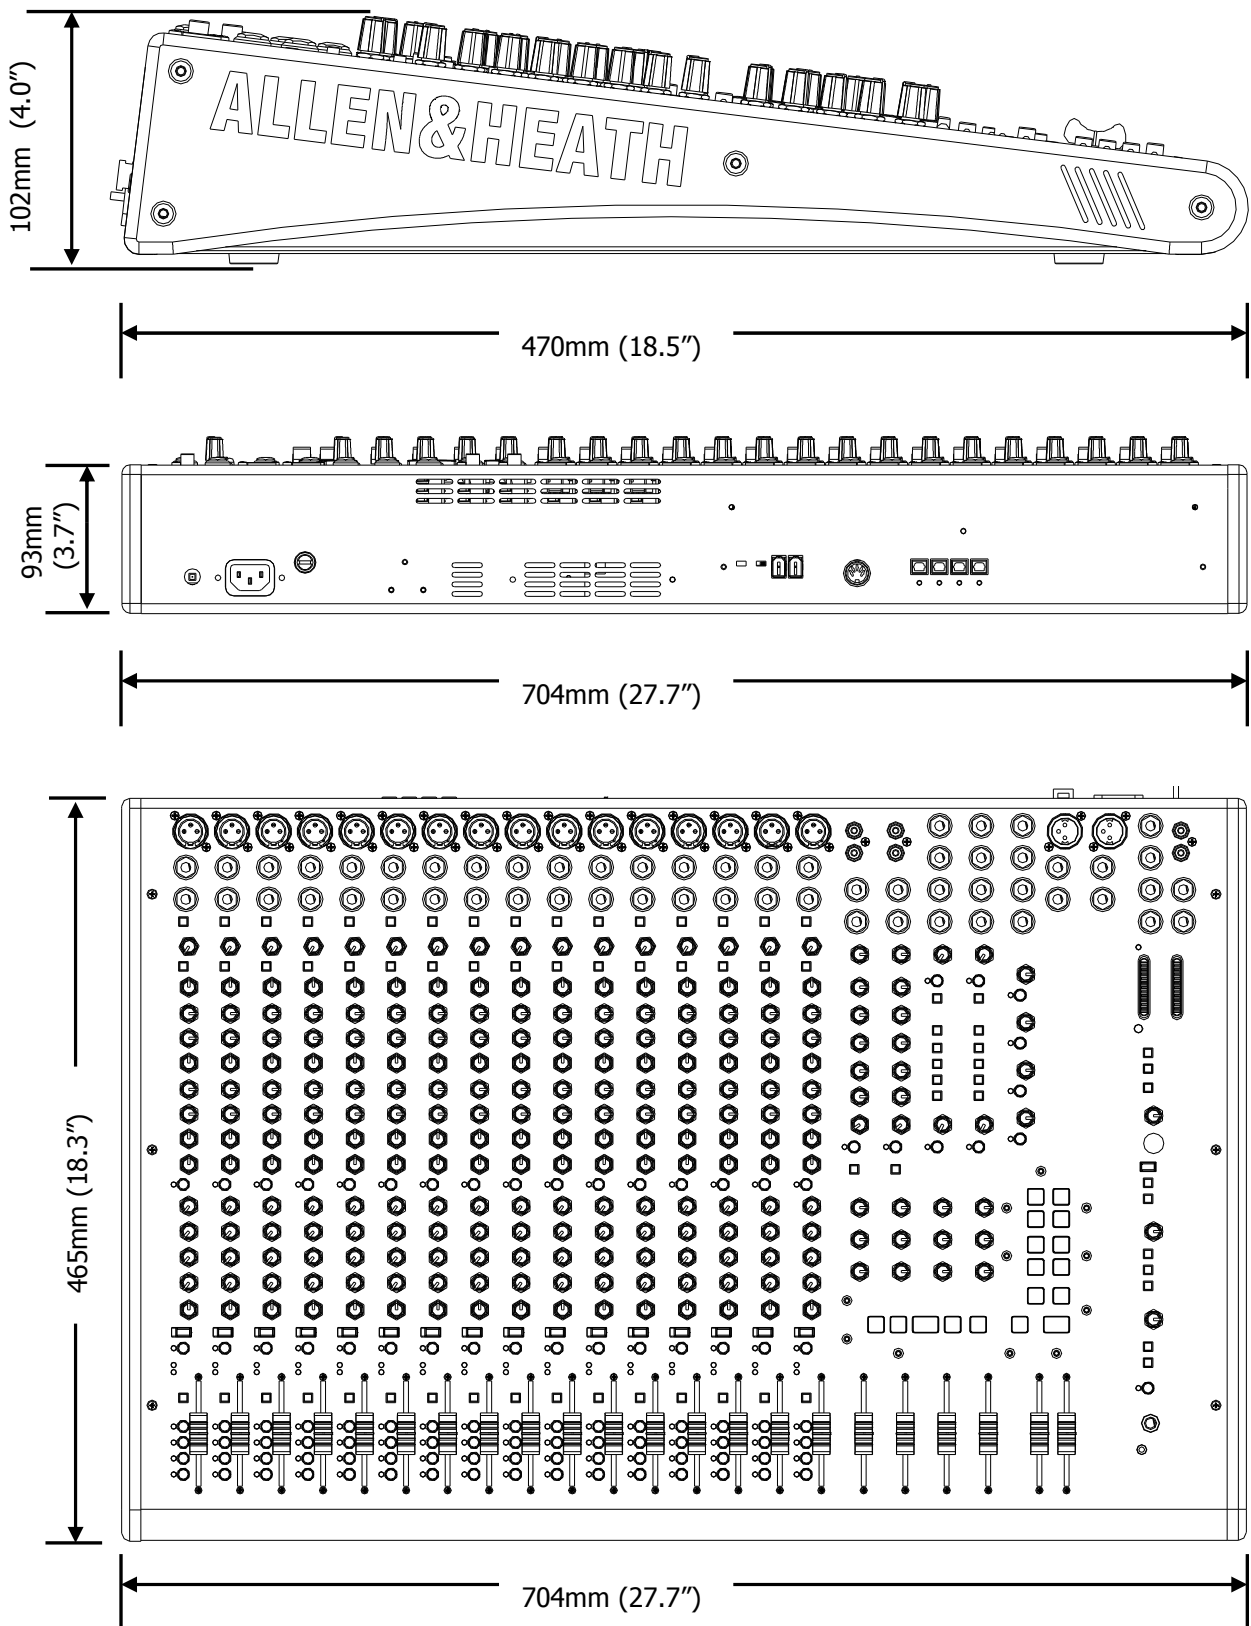 102mm (4.0”)
ALLEN&HEATH
470mm (18.5”)
93mm
(3.7”)
704mm (27.7”)
465mm (18.3”)
704mm (27.7”)